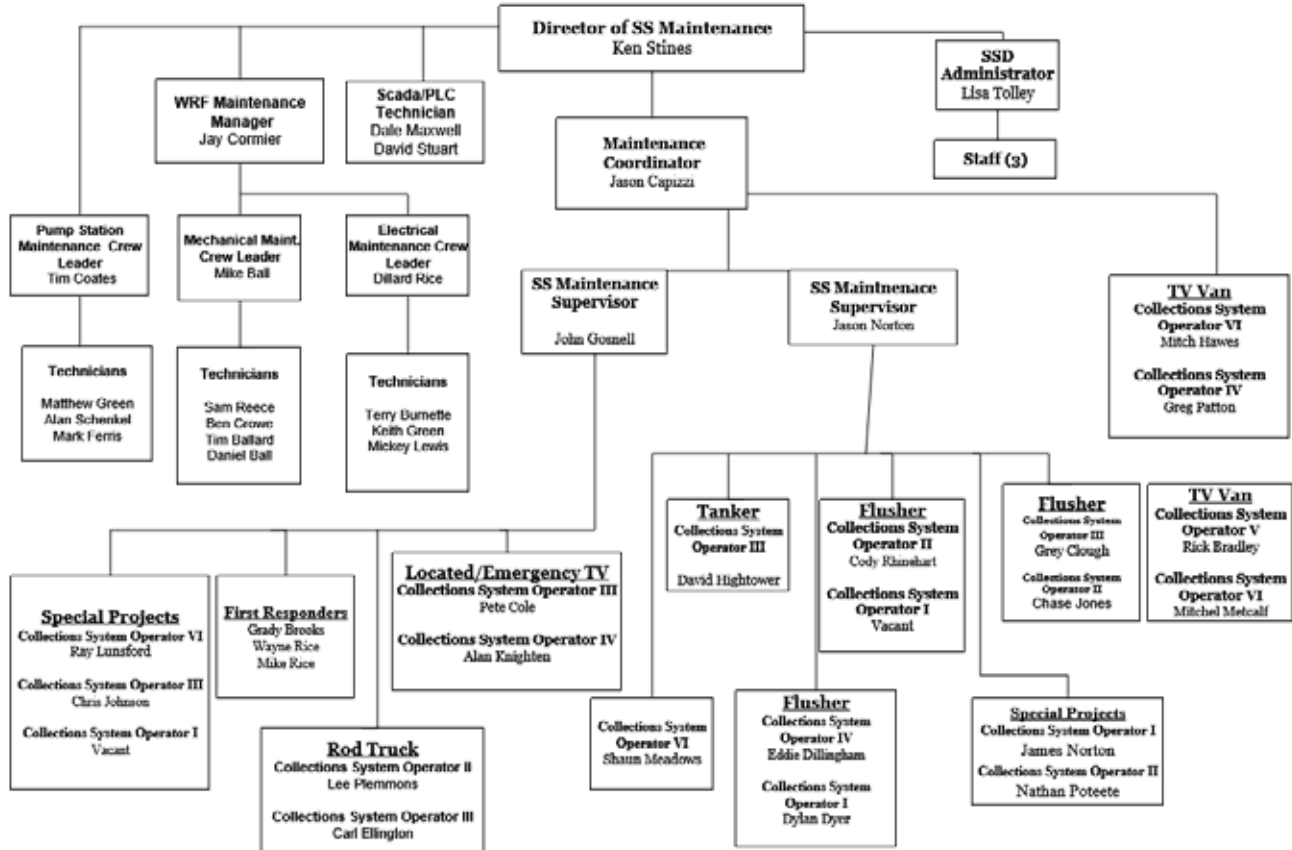 Director of SS Maintenance
Ken Stines
SSD
Administrator
Lisa Tolley
Staff (3)
WRF Maintenance
Manager
Jay Cormier
Scada/PLC
Technician
Dale Maxwell
David Stuart
Maintenance
Coordinator
Jason Capizzi
Pump Station
Maintenance Crew
Leader
Tim Coates
Mechanical Maint.
Crew Leader
Mike Ball
Electrical
Maintenance Crew
Leader
Dillard Rice
SS Maintenance
Supervisor
John Gosnell
SS Maintnenace
Supervisor
Jason Norton
TV Van
Collections System
Operator VI
Mitch Hawes
Collections System
Operator IV
Greg Patton
Technicians
Matthew Green
Alan Schenkel
Mark Ferris
Technicians
Sam Reece
Ben Crowe
Tim Ballard
Daniel Ball
Technicians
Terry Burnette
Keith Green
Mickey Lewis
Tanker
Collections System
Operator III
David Hightower
Flusher
Collections System
Operator II
Cody Rhinehart
Collections System
Operator I
Vacant
Flusher
Collections System
Operator III
Grey Clough
Collections System
Operator II
Chase Jones
TV Van
Collections System
Operator V
Rick Bradley
Collections System
Operator VI
Mitchel Metcalf
Special Projects
Collections System Operator VI
Ray Lunsford
Collections System Operator III
Chris Johnson
Collections System Operator I
Vacant
First Responders
Grady Brooks
Wayne Rice
Mike Rice
Located/Emergency TV
Collections System Operator III
Pete Cole
Collections System Operator IV
Alan Knighten
Rod Truck
Collections System Operator II
Lee Plemmons
Collections System Operator III
Carl Ellington
Collections System
Operator VI
Shaun Meadows
Flusher
Collections System
Operator IV
Eddie Dillingham
Collections System
Operator I
Dylan Dyer
Special Projects
Collections System Operator I
James Norton
Collections System Operator II
Nathan Poteete